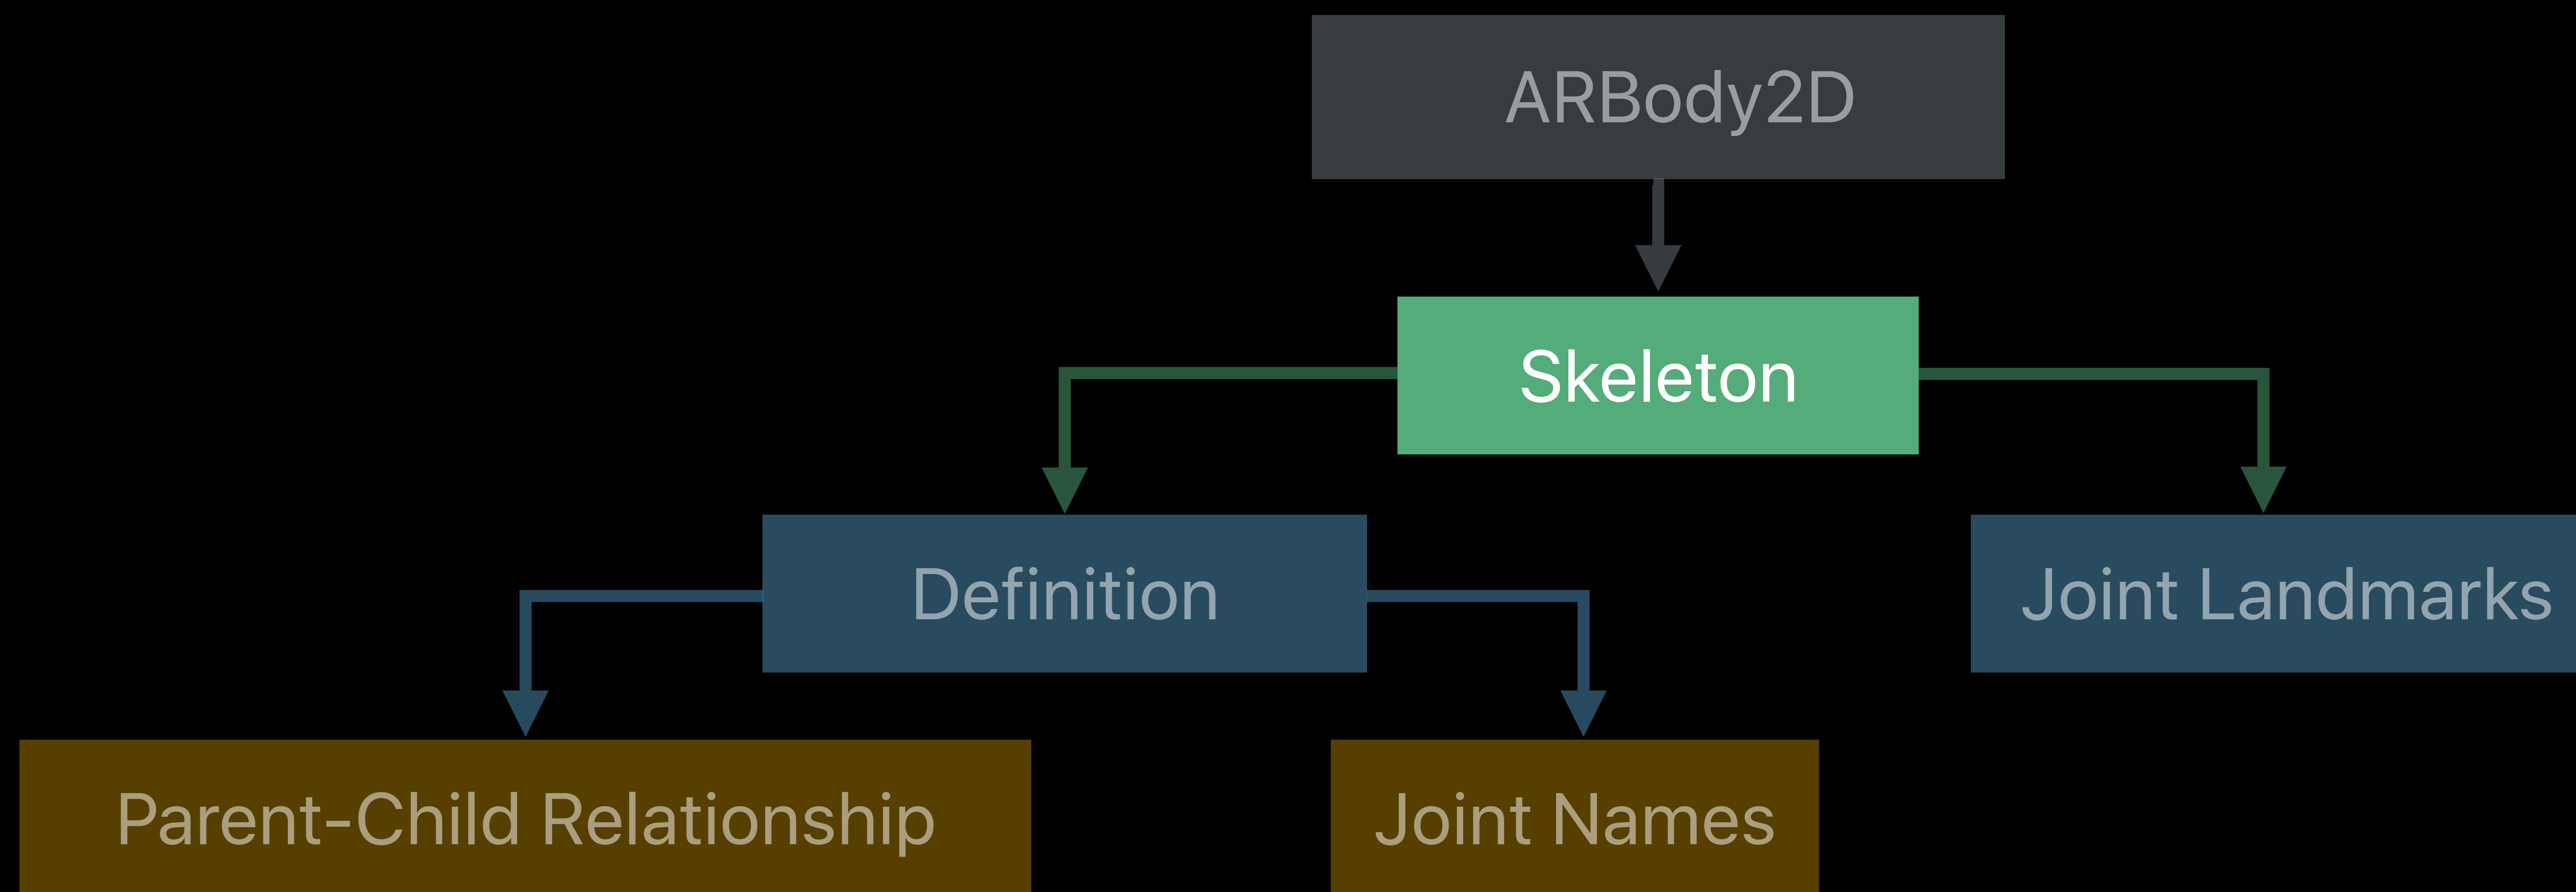 ARBody2D
Skeleton
Definition
Joint Landmarks
Parent-Child Relationship
Joint Names